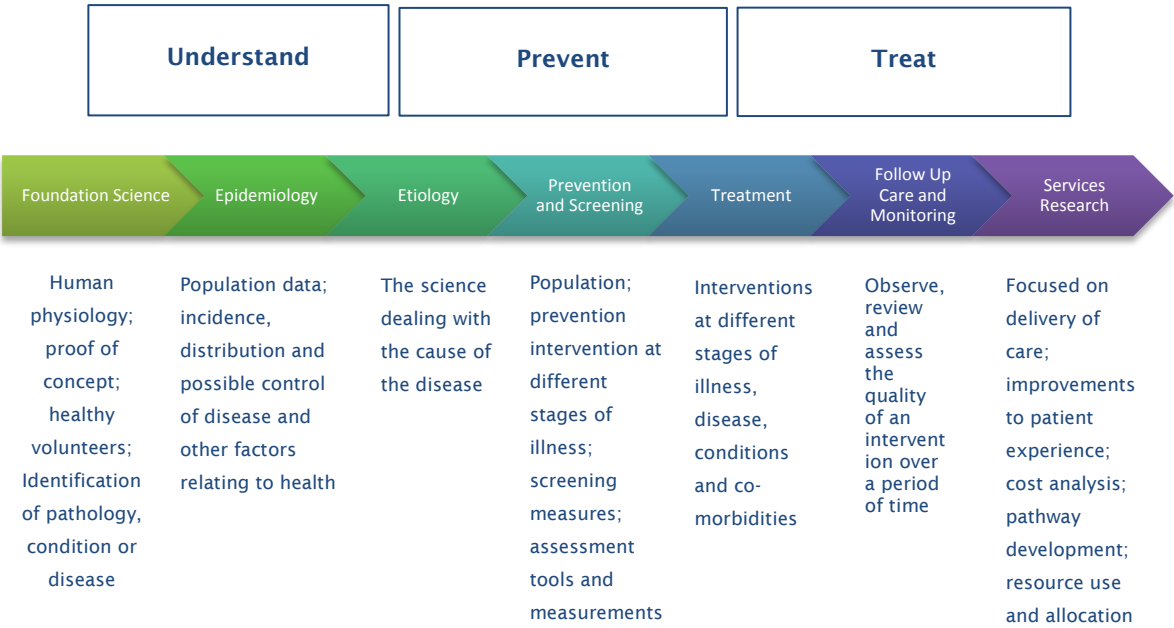 Understand
Prevent
Treat
Foundation Science
Epidemiology
Etiology
Prevention
and Screening
Treatment
Follow Up
Care and
Monitoring
Services
Research
Human
physiology;
proof of
concept;
healthy
volunteers;
Identification
of pathology,
condition or
disease
Population data;
incidence,
distribution and
possible control
of disease and
other factors
relating to health
The science
dealing with
the cause of
the disease
Population;
prevention
intervention at
different
stages of
illness;
screening
measures;
assessment
tools and
measurements
Interventions
at different
stages of
illness,
disease,
conditions
and co-
morbidities
Observe,
review
and
assess
the
quality
of an
intervent
ion over
a period
of time
Focused on
delivery of
care;
improvements
to patient
experience;
cost analysis;
pathway
development;
resource use
and allocation